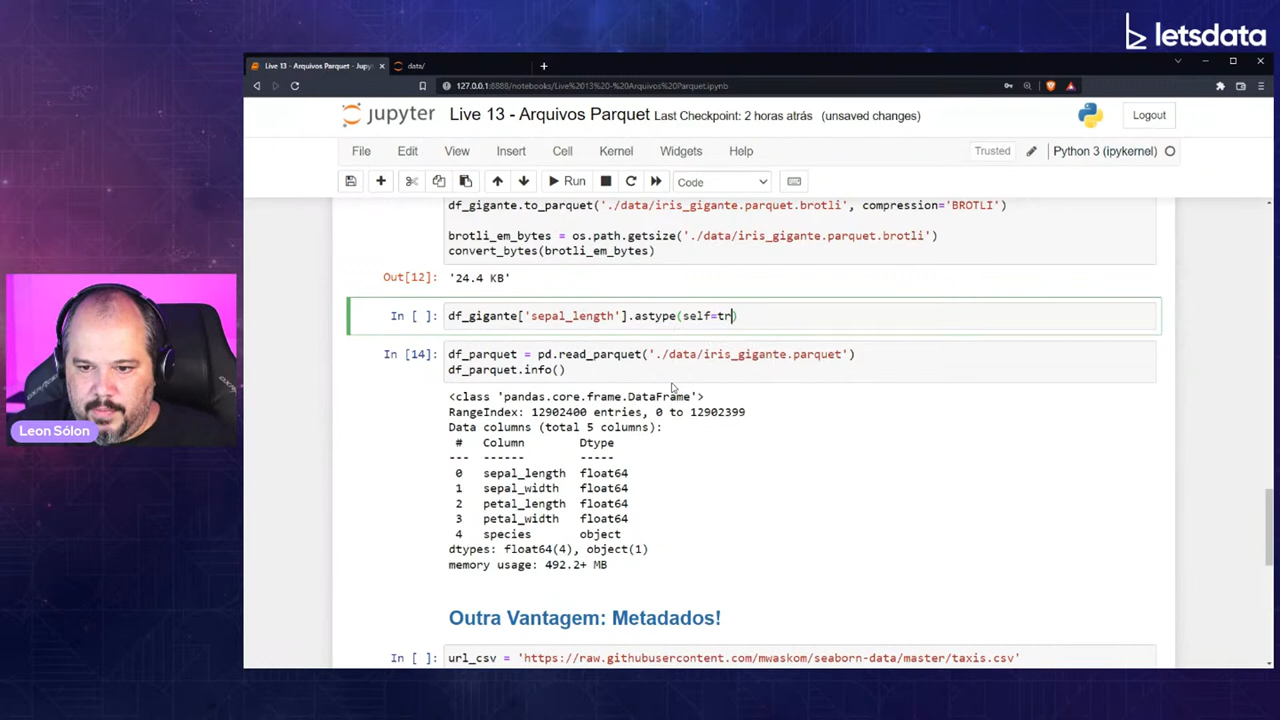 letsdata
Live 13 - Arquivos Parquet - Jupy
data/
127.0.0.1:8888/notebooks/Live%2013%20-%20Arquivos%20Parquet.ipynb
jupyter Live 13 - Arquivos Parquet Last Checkpoint: 2 horas atrás (unsaved changes) Logout
File Edit View Insert Cell Kernel Widgets Help Trusted Python 3 (ipykernel)
Run Code
df_gigante.to_parquet('./data/iris_gigante.parquet.brotli', compression='BROTLI')
brotli_em_bytes = os.path.getsize('./data/iris_gigante.parquet.brotli')
convert_bytes(brotli_em_bytes)
Out[12]: '24.4 KB'
In [ ]: df_gigante['sepal_length'].astype(self=tr)
In [14]: df_parquet = pd.read_parquet('./data/iris_gigante.parquet')
df_parquet.info()
<class 'pandas.core.frame.DataFrame'>
RangeIndex: 12902400 entries, 0 to 12902399
Data columns (total 5 columns):
# Column Dtype
--- ------ -----
0 sepal_length float64
1 sepal_width float64
2 petal_length float64
3 petal_width float64
4 species object
dtypes: float64(4), object(1)
memory usage: 492.2+ MB
Outra Vantagem: Metadados!
In [ ]: url_csv = 'https://raw.githubusercontent.com/mwaskom/seaborn-data/master/taxis.csv'
Leon Sólon